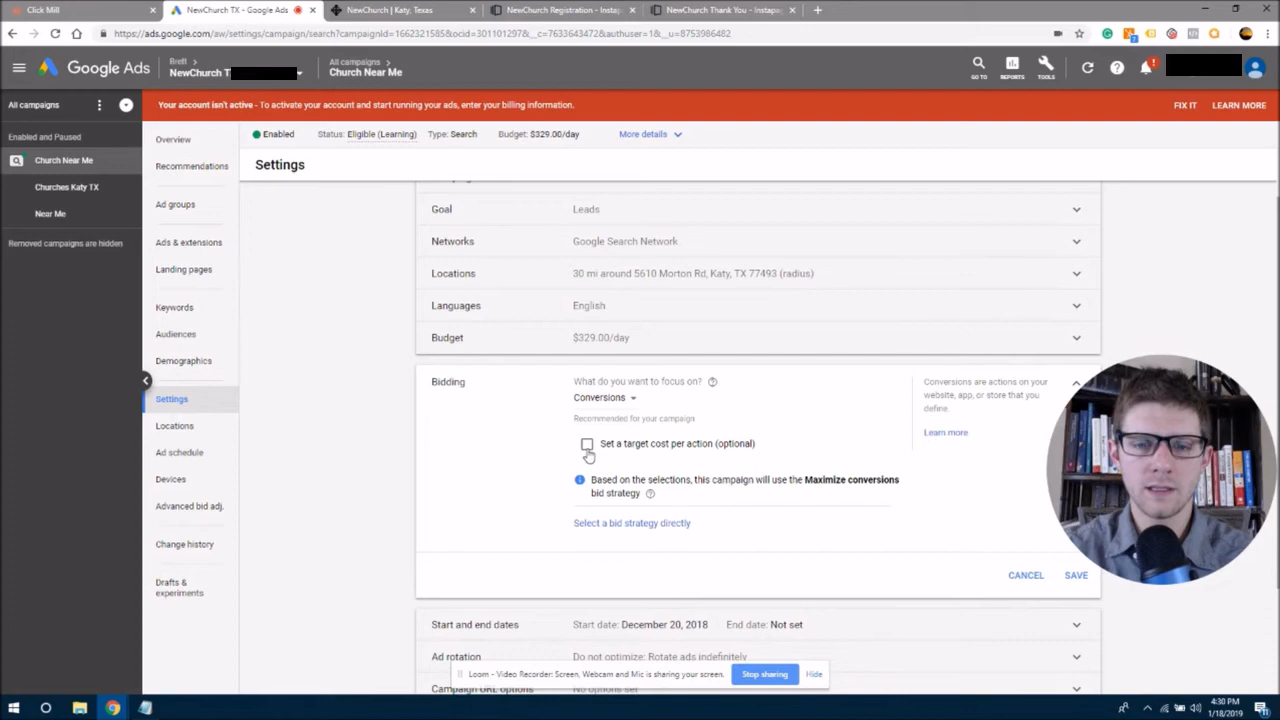 Click Mill
NewChurch TX - Google Ads
NewChurch | Katy, Texas
NewChurch Registration - Instap
NewChurch Thank You - Instapag
https://ads.google.com/aw/settings/campaign/search?campaignId=1662321585&ocid=301101297&__c=7633643472&authuser=1&__u=8753986482
Google Ads
Brett
NewChurch T
All campaigns
Church Near Me
GO TO
REPORTS
TOOLS
All campaigns
Your account isn't active - To activate your account and start running your ads, enter your billing information.
FIX IT
LEARN MORE
Enabled and Paused
Church Near Me
Churches Katy TX
Near Me
Removed campaigns are hidden
Overview
Recommendations
Ad groups
Ads & extensions
Landing pages
Keywords
Audiences
Demographics
Settings
Locations
Ad schedule
Devices
Advanced bid adj.
Change history
Drafts &
experiments
Enabled
Status: Eligible (Learning)
Type: Search
Budget: $329.00/day
More details
Settings
Goal
Leads
Networks
Google Search Network
Locations
30 mi around 5610 Morton Rd, Katy, TX 77493 (radius)
Languages
English
Budget
$329.00/day
Bidding
What do you want to focus on?
Conversions
Recommended for your campaign
Set a target cost per action (optional)
Based on the selections, this campaign will use the Maximize conversions
bid strategy
Select a bid strategy directly
Conversions are actions on your
website, app, or store that you
define.
Learn more
CANCEL
SAVE
Start and end dates
Start date: December 20, 2018
End date: Not set
Ad rotation
Do not optimize: Rotate ads indefinitely
Campaign URL options
No options set
Loom - Video Recorder: Screen, Webcam and Mic is sharing your screen.
Stop sharing
Hide
4:30 PM
1/18/2019